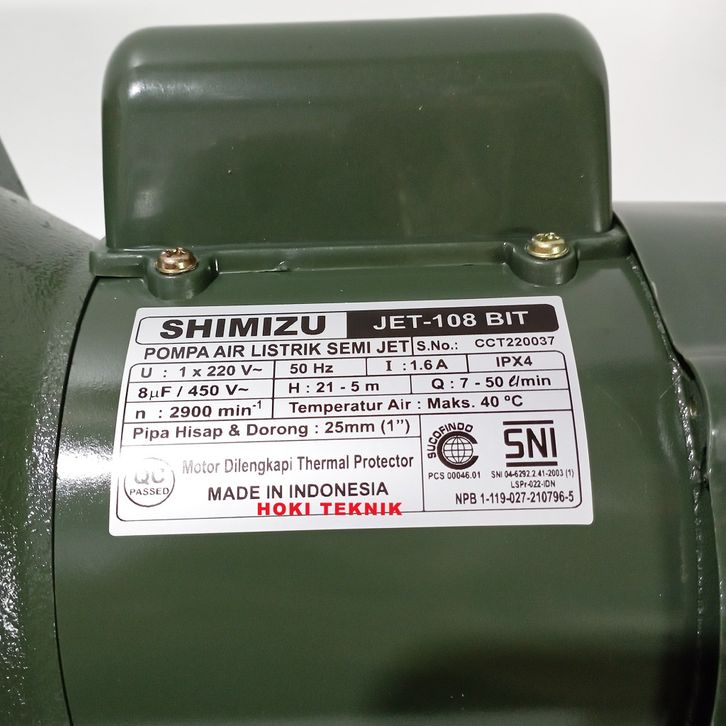 SHIMIZU JET-108 BIT
POMPA AIR LISTRIK SEMI JET S.No.: CCT220037
U : 1 x 220 V~ 50 Hz I : 1.6 A IPX4
8µF / 450 V~ H : 21 - 5 m Q : 7 - 50 ℓ/min
n : 2900 min⁻¹ Temperatur Air : Maks. 40 ºC
Pipa Hisap & Dorong : 25mm (1")
SUCOFINDO
PCS 00046.01
SNI
SNI 04-6292.2.41-2003 (1)
LSPr-022-IDN
NPB 1-119-027-210796-5
QC
PASSED
Motor Dilengkapi Thermal Protector
MADE IN INDONESIA
HOKI TEKNIK